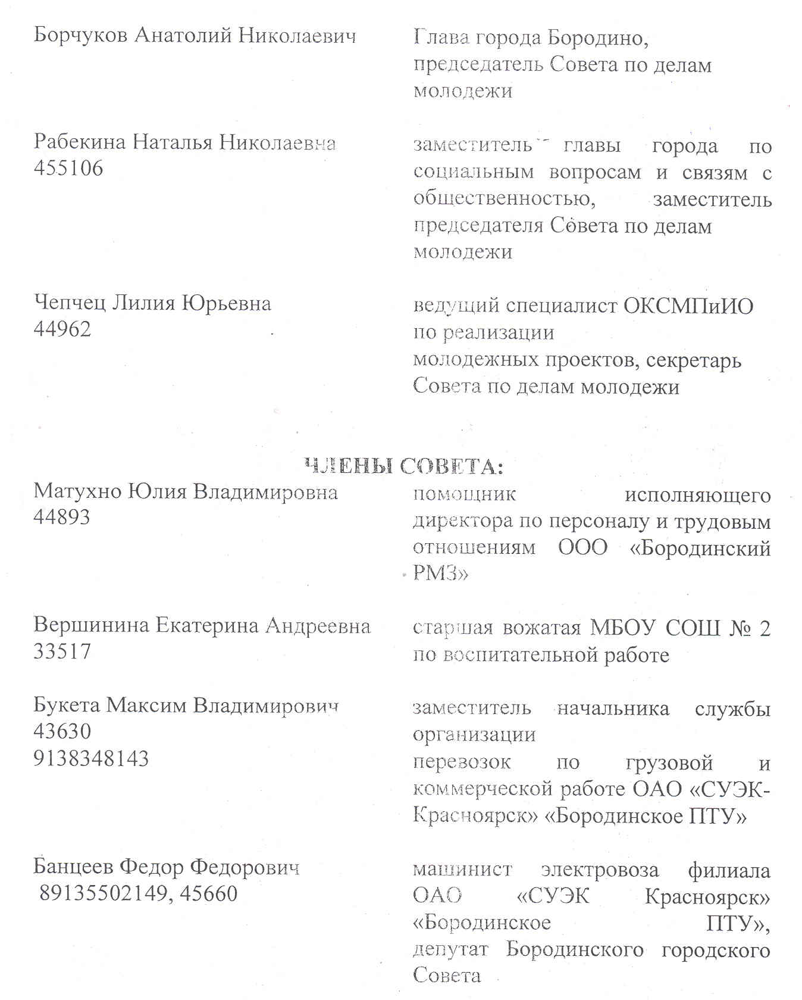 Борчуков Анатолий Николаевич
Глава города Бородино,
председатель Совета по делам
молодежи
Рабекина Наталья Николаевна
455106
заместитель главы города по
социальным вопросам и связям с
общественностью, заместитель
председателя Совета по делам
молодежи
Чепчец Лилия Юрьевна
44962
ведущий специалист ОКСМПиИО
по реализации
молодежных проектов, секретарь
Совета по делам молодежи
ЧЛЕНЫ СОВЕТА:
Матухно Юлия Владимировна
44893
помощник исполняющего
директора по персоналу и трудовым
отношениям ООО «Бородинский
РМЗ»
Вершинина Екатерина Андреевна
33517
старшая вожатая МБОУ СОШ № 2
по воспитательной работе
Букета Максим Владимирович
43630
9138348143
заместитель начальника службы
организации
перевозок по грузовой и
коммерческой работе ОАО «СУЭК-
Красноярск» «Бородинское ПТУ»
Банцеев Федор Федорович
89135502149, 45660
машинист электровоза филиала
ОАО «СУЭК Красноярск»
«Бородинское ПТУ»,
депутат Бородинского городского
Совета